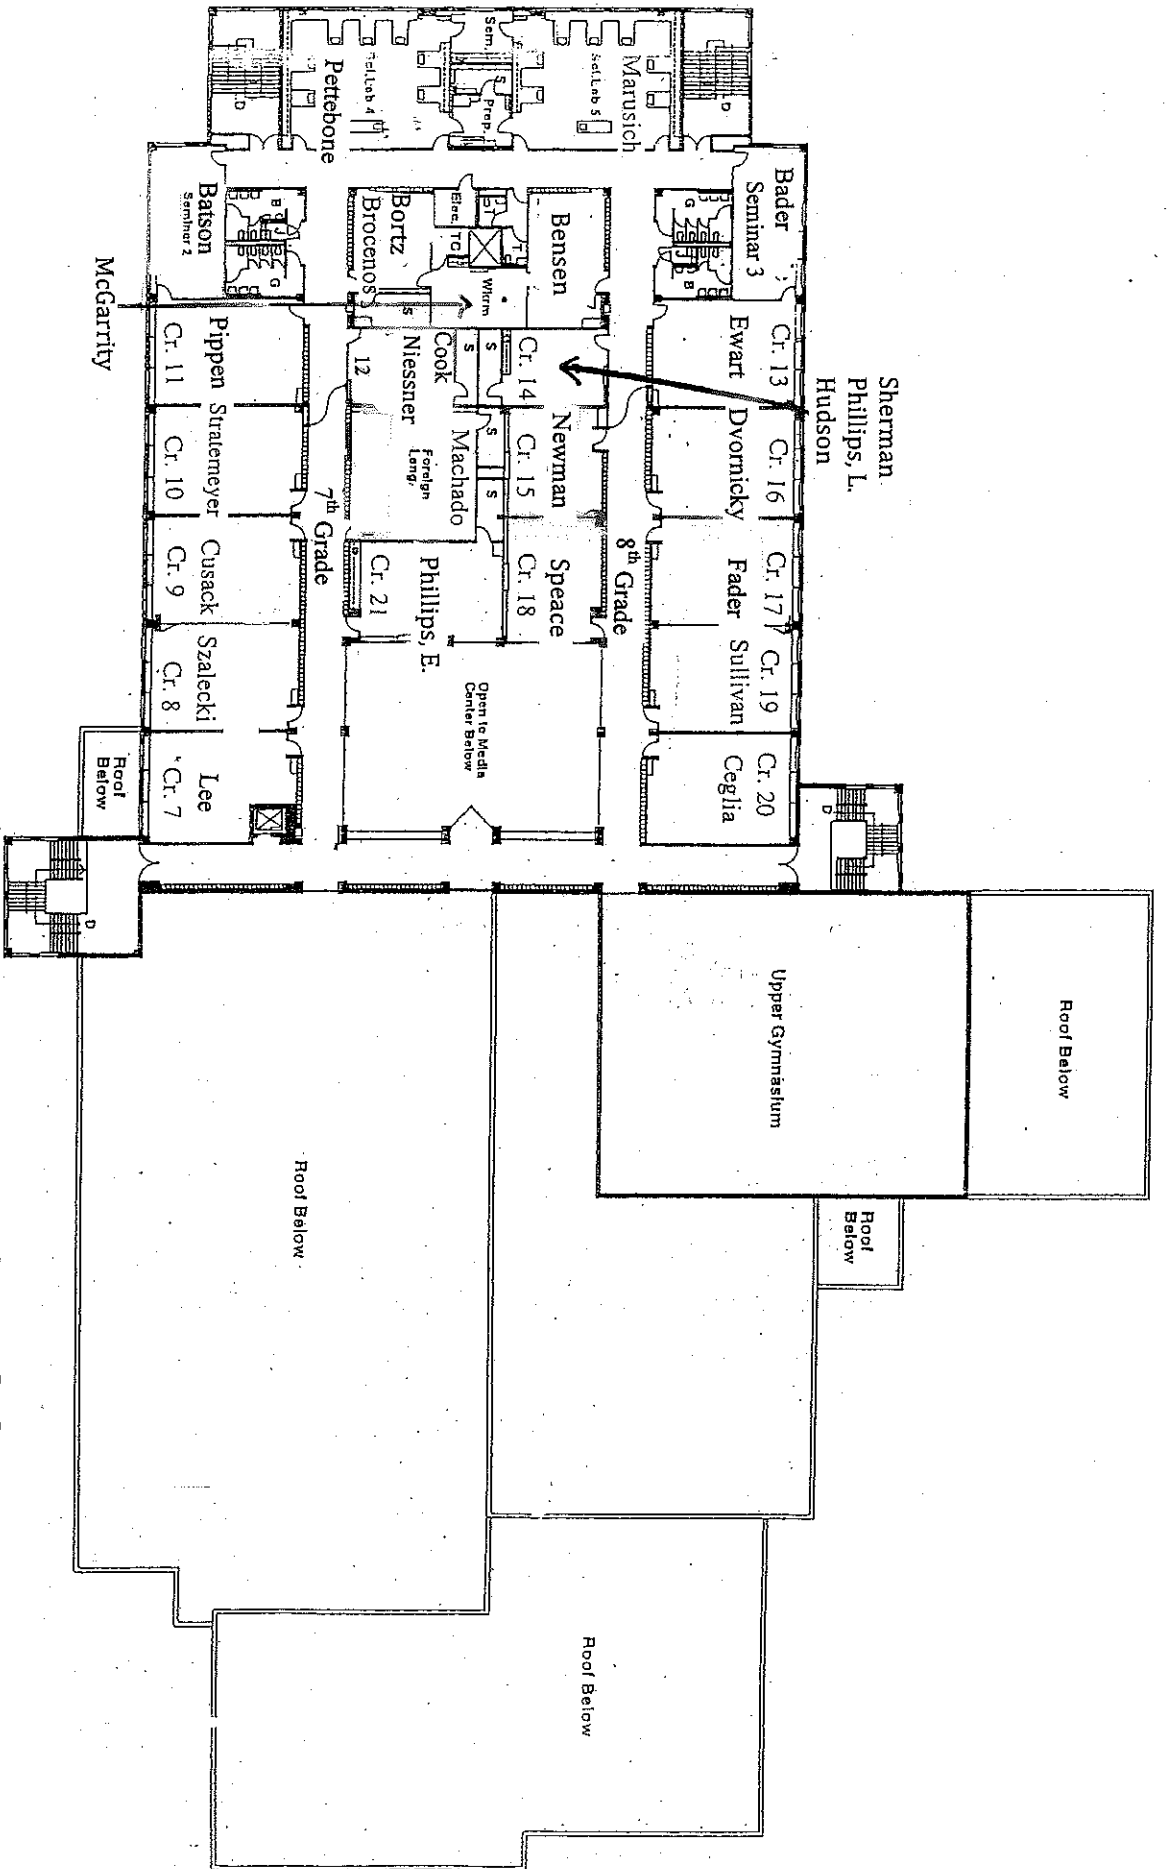 Sherman
Phillips, L.
Hudson
Roof Below
Bader
Seminar 3
Cr. 13
Ewart
Cr. 16
Dvornicky
Cr. 17
Fader
Cr. 19
Sullivan
Cr. 20
Ceglia
D
D
Upper Gymnasium
Roof
Below
Marusich
Sci.Lab 5
G
J
B
8th Grade
Sem.
S
Prep.
Bensen
T
T
Cr. 14
Newman
Cr. 15
Speace
Cr. 18
Elec.
TC
Wkrm
S
S
S
S
S
Bortz
Brocenos
Cook
Niessner
12
Machado
Foreign
Lang.
Phillips, E.
Cr. 21
Open to Media
Center Below
Roof Below
Pettebone
Sci.Lab 4
D
7th Grade
B
J
G
Batson
Seminar 2
Pippen
Cr. 11
Stratemeyer
Cr. 10
Cusack
Cr. 9
Szalecki
Cr. 8
Lee
Cr. 7
Roof Below
Roof
Below
D
McGarrity